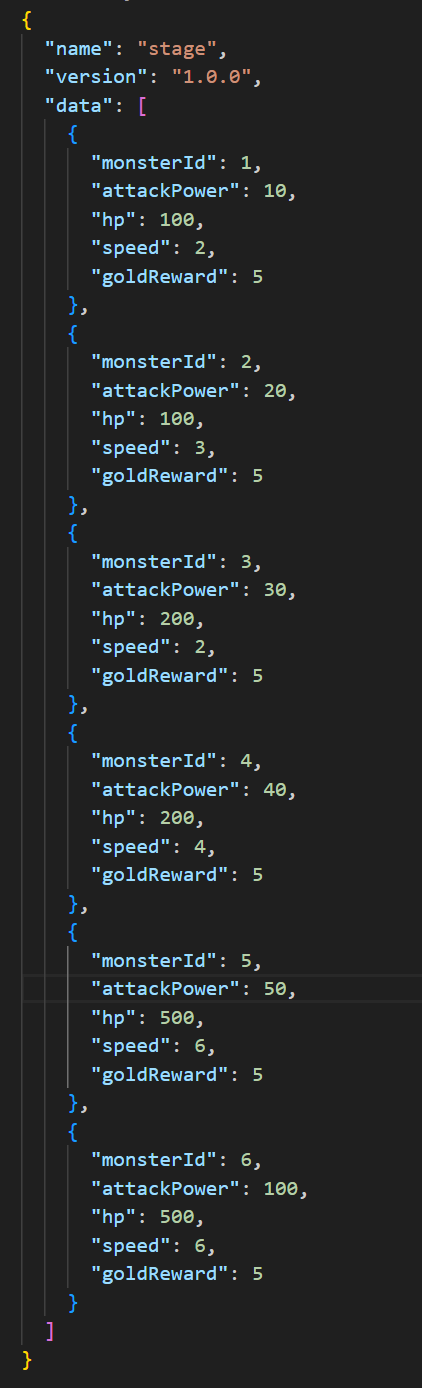 {
"name": "stage",
"version": "1.0.0",
"data": [
{
"monsterId": 1,
"attackPower": 10,
"hp": 100,
"speed": 2,
"goldReward": 5
},
{
"monsterId": 2,
"attackPower": 20,
"hp": 100,
"speed": 3,
"goldReward": 5
},
{
"monsterId": 3,
"attackPower": 30,
"hp": 200,
"speed": 2,
"goldReward": 5
},
{
"monsterId": 4,
"attackPower": 40,
"hp": 200,
"speed": 4,
"goldReward": 5
},
{
"monsterId": 5,
"attackPower": 50,
"hp": 500,
"speed": 6,
"goldReward": 5
},
{
"monsterId": 6,
"attackPower": 100,
"hp": 500,
"speed": 6,
"goldReward": 5
}
]
}